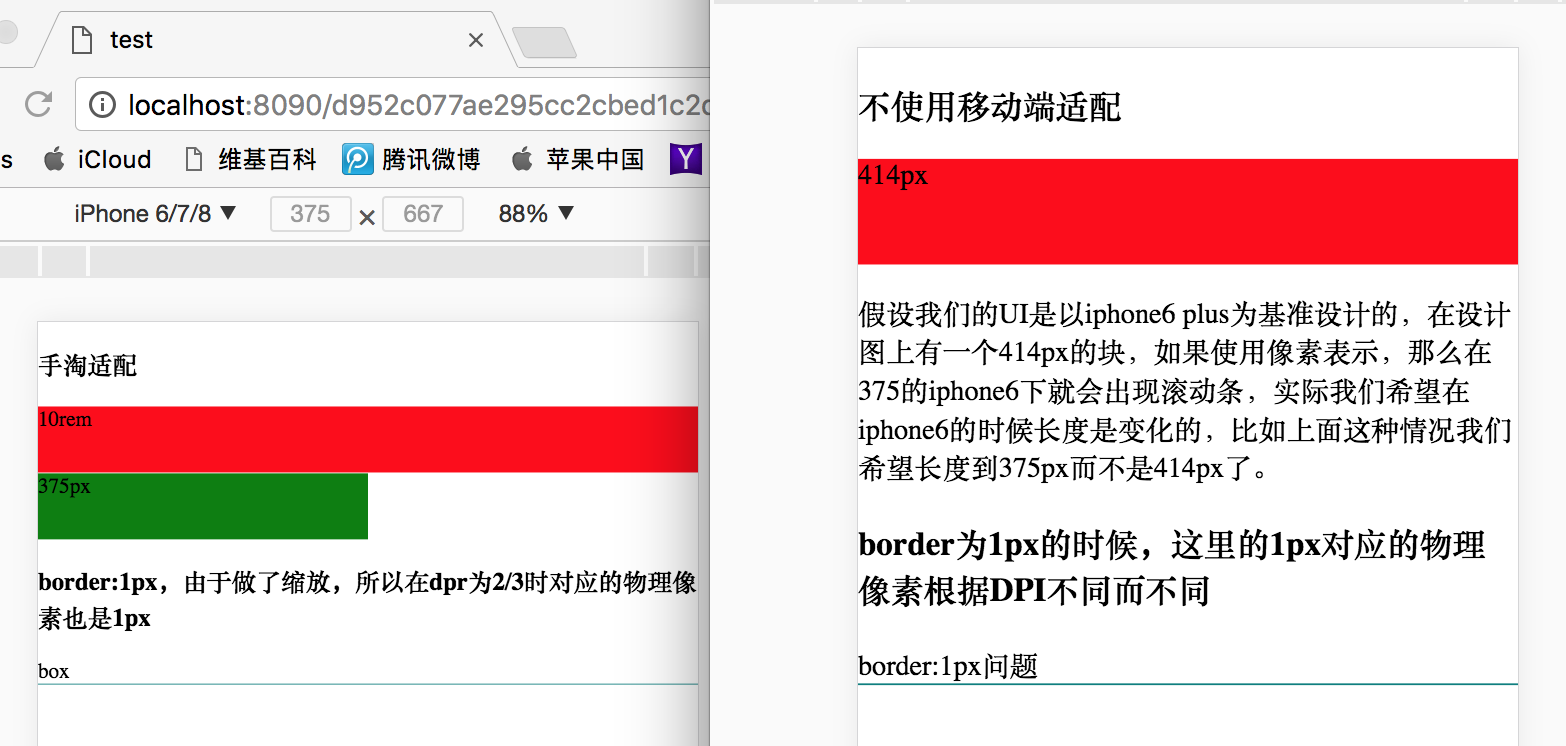 test
localhost:8090/d952c077ae295cc2cbed1c2
s iCloud 维基百科 腾讯微博 苹果中国
iPhone 6/7/8 375 × 667 88%
手淘适配
10rem
375px
border:1px，由于做了缩放，所以在dpr为2/3时对应的物理像
素也是1px
box
不使用移动端适配
414px
假设我们的UI是以iphone6 plus为基准设计的，在设计
图上有一个414px的块，如果使用像素表示，那么在
375的iphone6下就会出现滚动条，实际我们希望在
iphone6的时候长度是变化的，比如上面这种情况我们
希望长度到375px而不是414px了。
border为1px的时候，这里的1px对应的物理
像素根据DPI不同而不同
border:1px问题